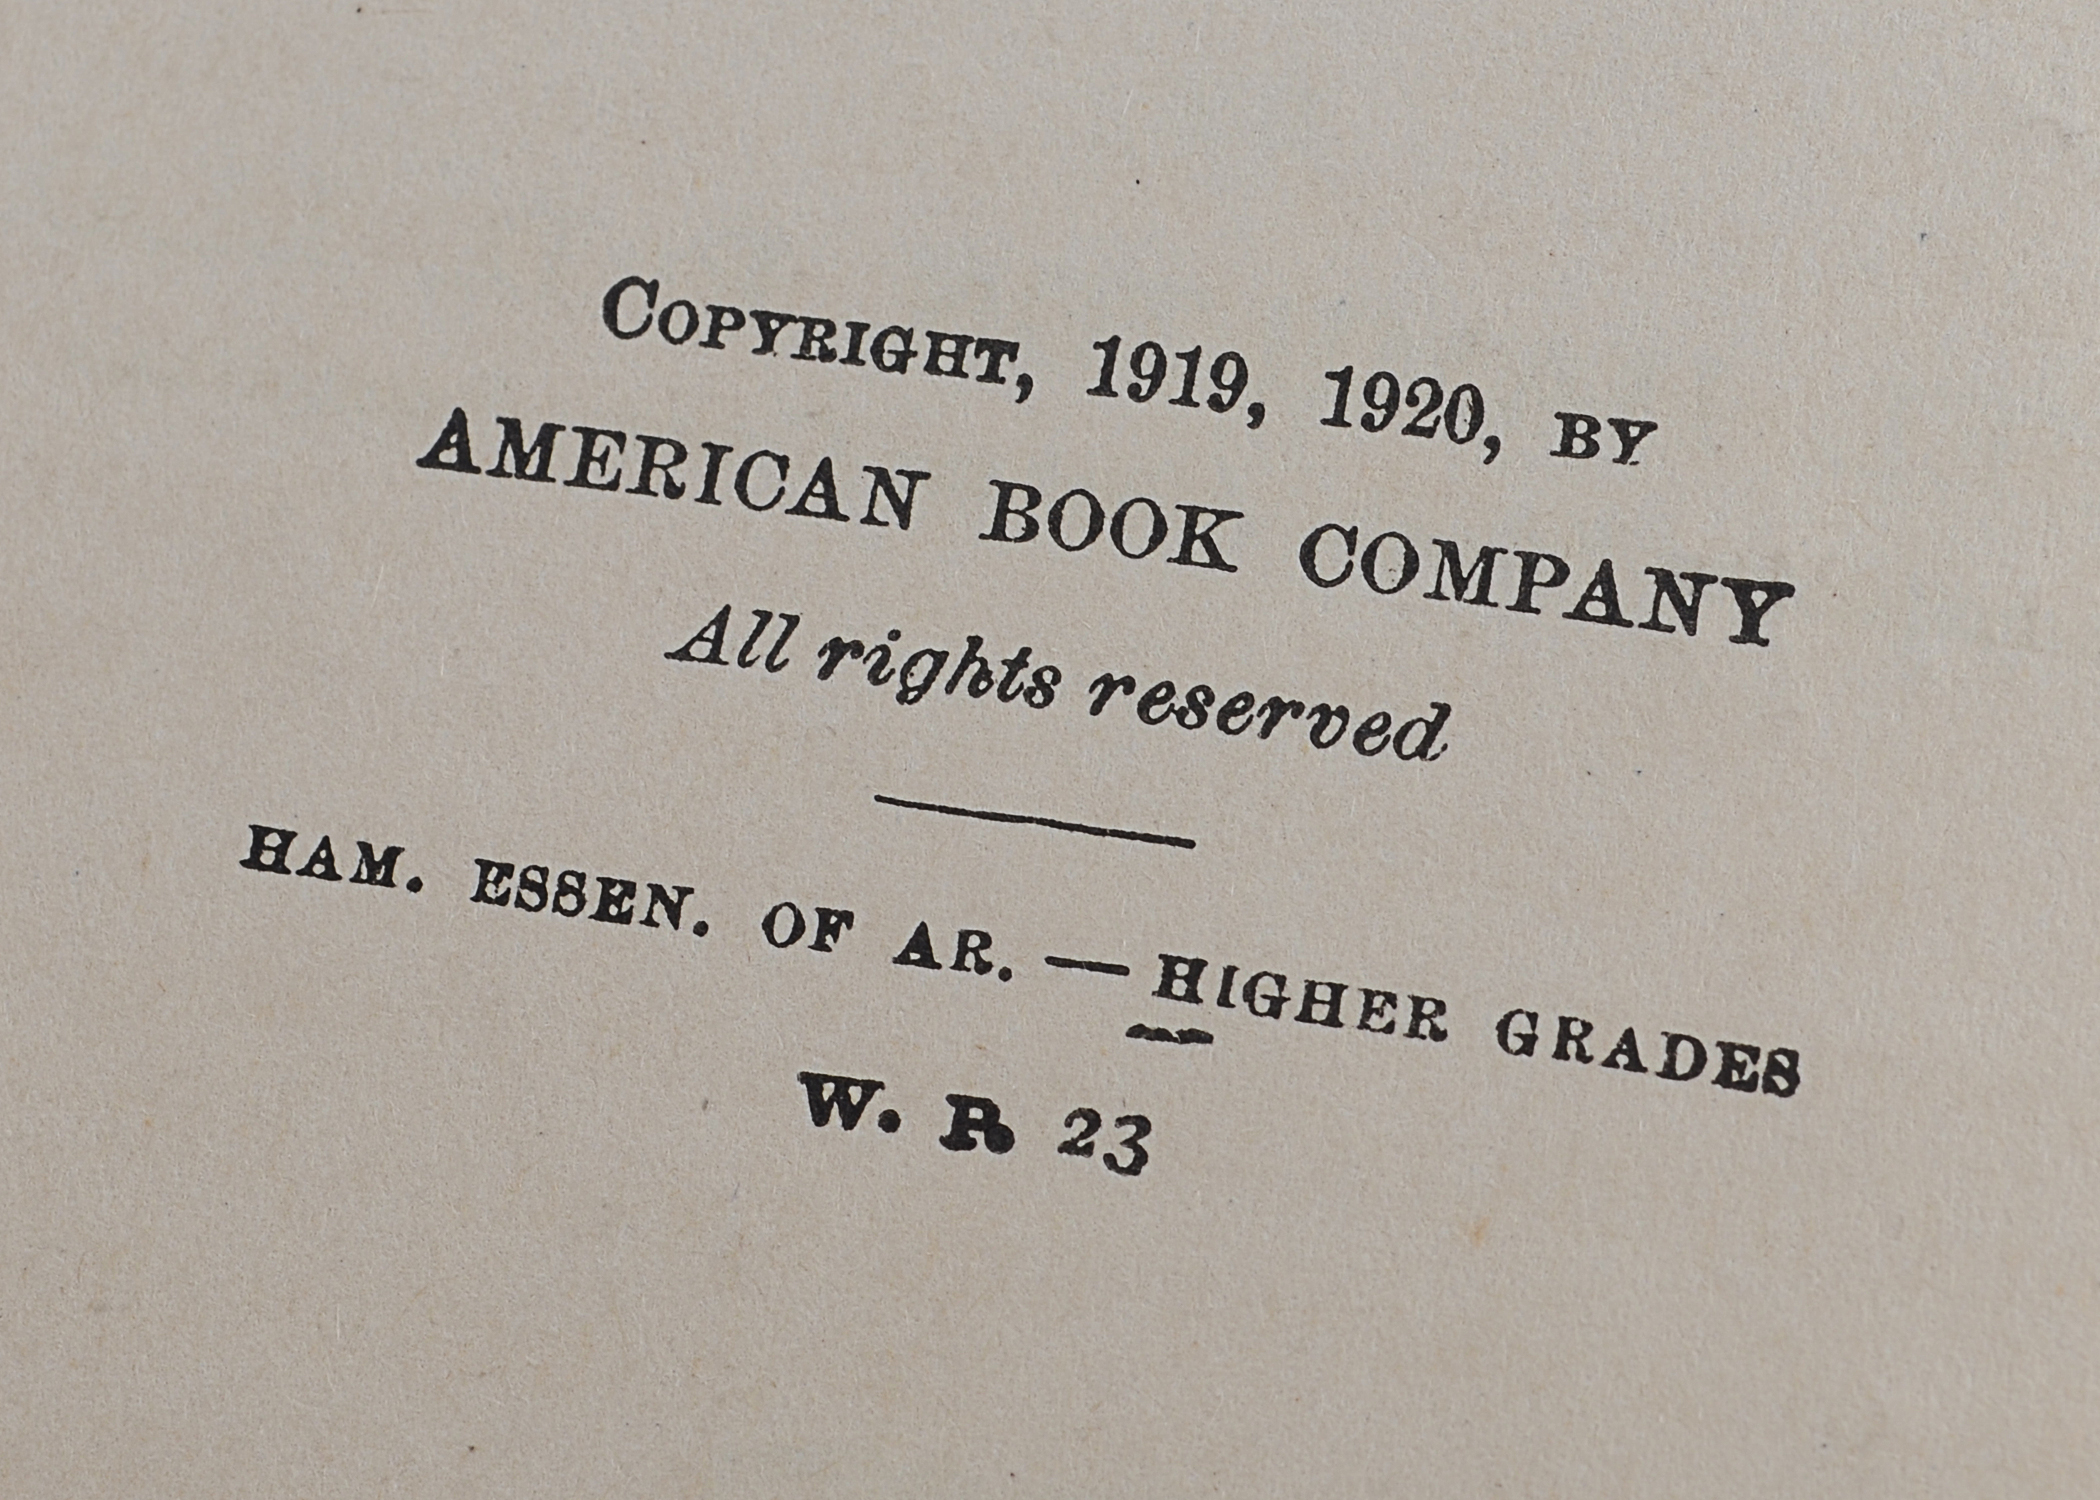 COPYRIGHT, 1919, 1920, BY
AMERICAN BOOK COMPANY
All rights reserved
HAM. ESSEN. OF AR. — HIGHER GRADES
W. P. 23